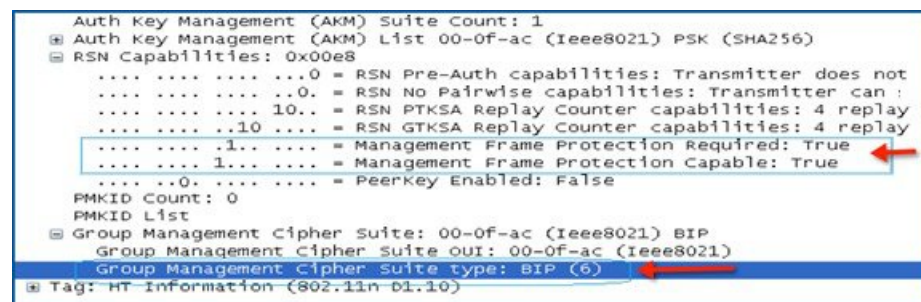 Auth Key Management (AKM) Suite Count: 1
Auth Key Management (AKM) List 00-0f-ac (Ieee8021) PSK (SHA256)
RSN Capabilities: 0x00e8
.... .... .... ...0 = RSN Pre-Auth capabilities: Transmitter does not
.... .... .... ..0. = RSN No Pairwise capabilities: Transmitter can
.... .... .... 10.. = RSN PTKSA Replay Counter capabilities: 4 replay
.... .... ..10 .... = RSN GTKSA Replay Counter capabilities: 4 replay
.... .... .1.. .... = Management Frame Protection Required: True
.... .... 1... .... = Management Frame Protection Capable: True
.... ..0. .... .... = PeerKey Enabled: False
PMKID Count: 0
PMKID List
Group Management Cipher Suite: 00-0f-ac (Ieee8021) BIP
Group Management Cipher Suite OUI: 00-0f-ac (Ieee8021)
Group Management Cipher Suite type: BIP (6)
Tag: HT Information (802.11n D1.10)